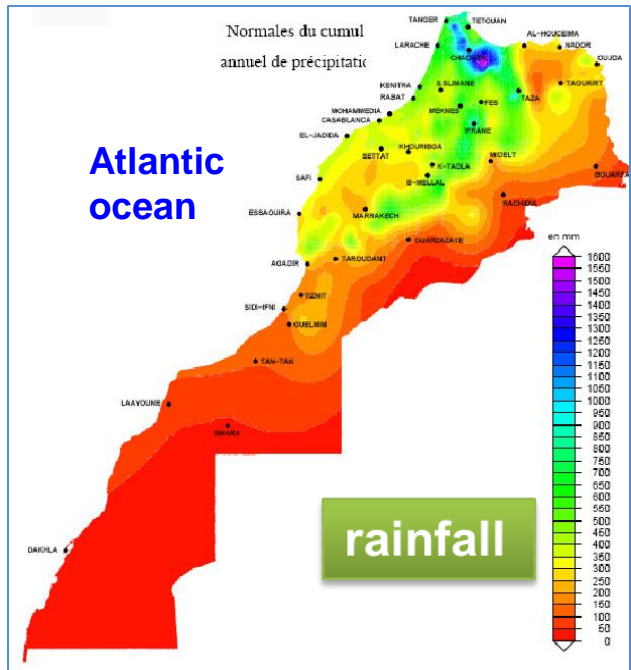 Normales du cumul
annuel de précipitatio
TANGER
TETOUAN
LARACHE
AL-HOUCEIMA
NADOR
OUJDA
KENITRA
S.SLIMANE
RABAT
TAZA
TAOURIRT
FES
MEKNES
MOHAMMEDIA
CASABLANCA
IFRANE
EL-JADIDA
SETTAT
KHOURIBGA
MIDELT
K-TADLA
B-MELLAL
BOUARFA
SAFI
RACHIDIA
ESSAOUIRA
MARRAKECH
OUARZAZATE
AGADIR
TAROUDANT
TIZNIT
SIDI-IFNI
GUELMIM
TAN-TAN
LAAYOUNE
SMARA
DAKHLA
Atlantic
ocean
rainfall
en mm
1600
1550
1500
1450
1400
1350
1300
1250
1200
1150
1100
1050
1000
950
900
850
800
750
700
650
600
550
500
450
400
350
300
250
200
150
100
50
0